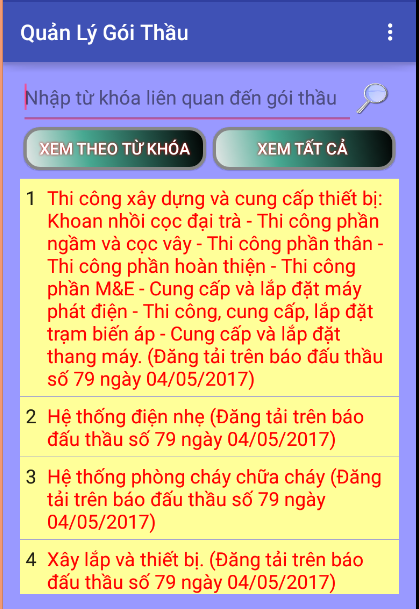 Quản Lý Gói Thầu
Nhập từ khóa liên quan đến gói thầu
XEM THEO TỪ KHÓA
XEM TẤT CẢ
1 Thi công xây dựng và cung cấp thiết bị:
Khoan nhồi cọc đại trà - Thi công phần
ngầm và cọc vây - Thi công phần thân -
Thi công phần hoàn thiện - Thi công
phần M&E - Cung cấp và lắp đặt máy
phát điện - Thi công, cung cấp, lắp đặt
trạm biến áp - Cung cấp và lắp đặt
thang máy. (Đăng tải trên báo đấu thầu
số 79 ngày 04/05/2017)
2 Hệ thống điện nhẹ (Đăng tải trên báo
đấu thầu số 79 ngày 04/05/2017)
3 Hệ thống phòng cháy chữa cháy (Đăng
tải trên báo đấu thầu số 79 ngày
04/05/2017)
4 Xây lắp và thiết bị. (Đăng tải trên báo
đấu thầu số 79 ngày 04/05/2017)